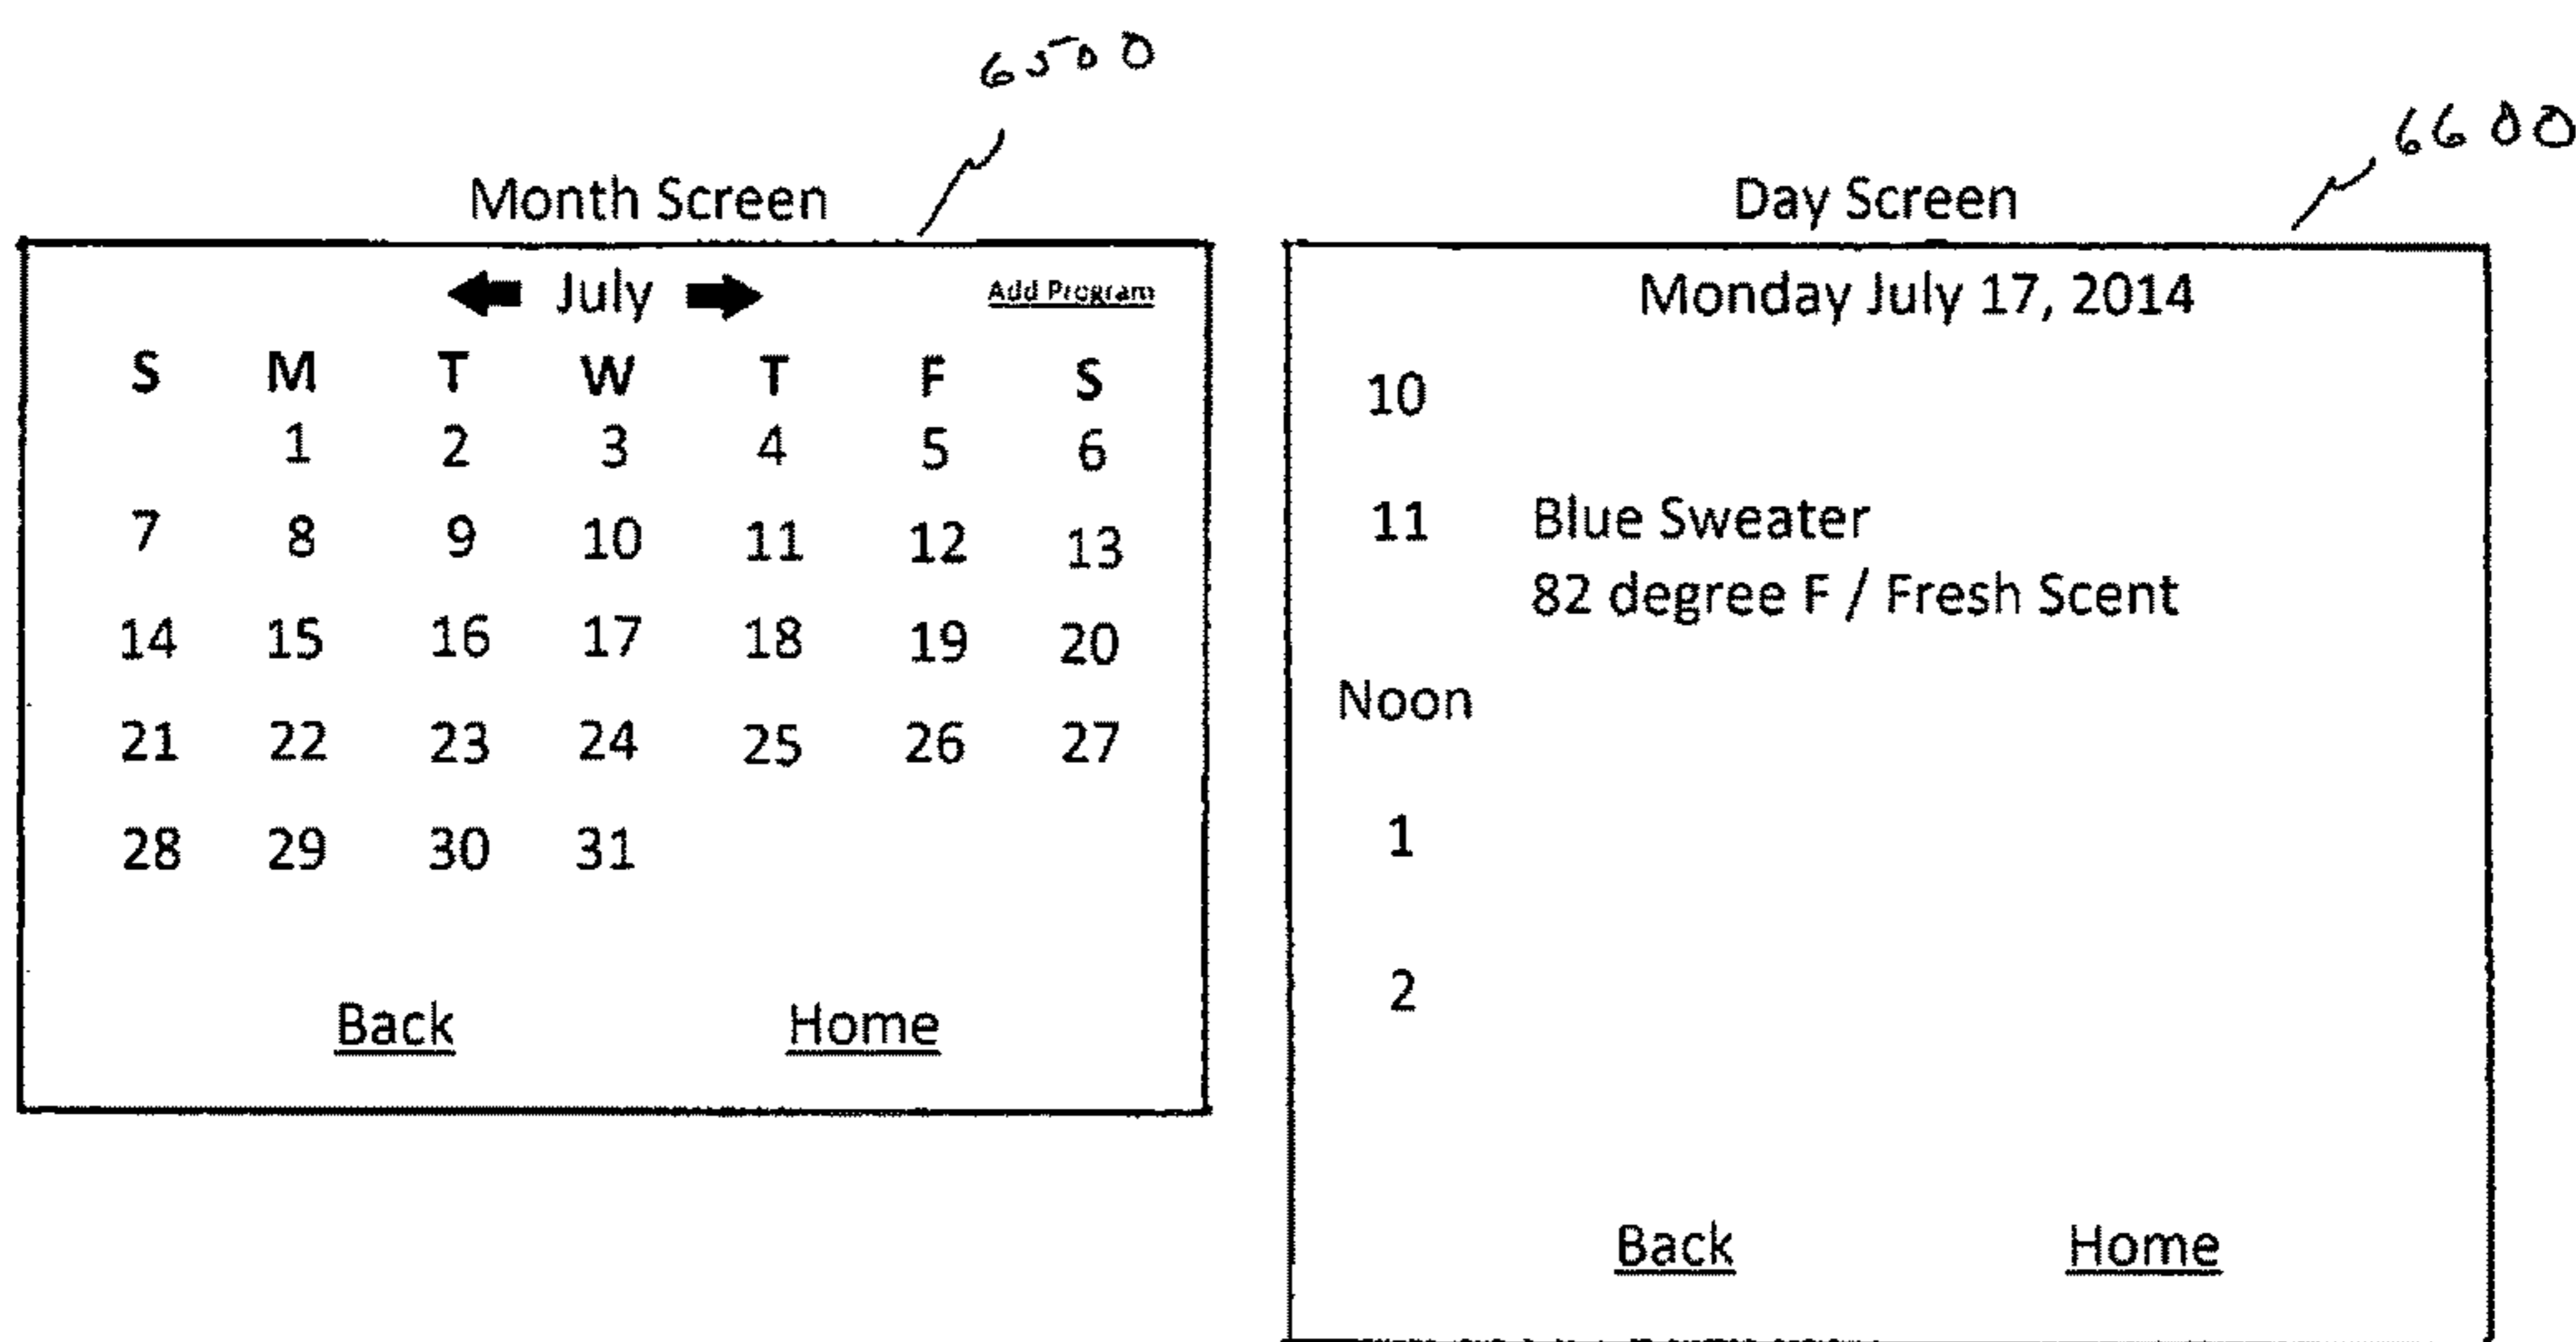 6500
Month Screen
July
Add Program
S M T W T F S
1 2 3 4 5 6
7 8 9 10 11 12 13
14 15 16 17 18 19 20
21 22 23 24 25 26 27
28 29 30 31
Back Home
6600
Day Screen
Monday July 17, 2014
10
11 Blue Sweater
82 degree F / Fresh Scent
Noon
1
2
Back Home